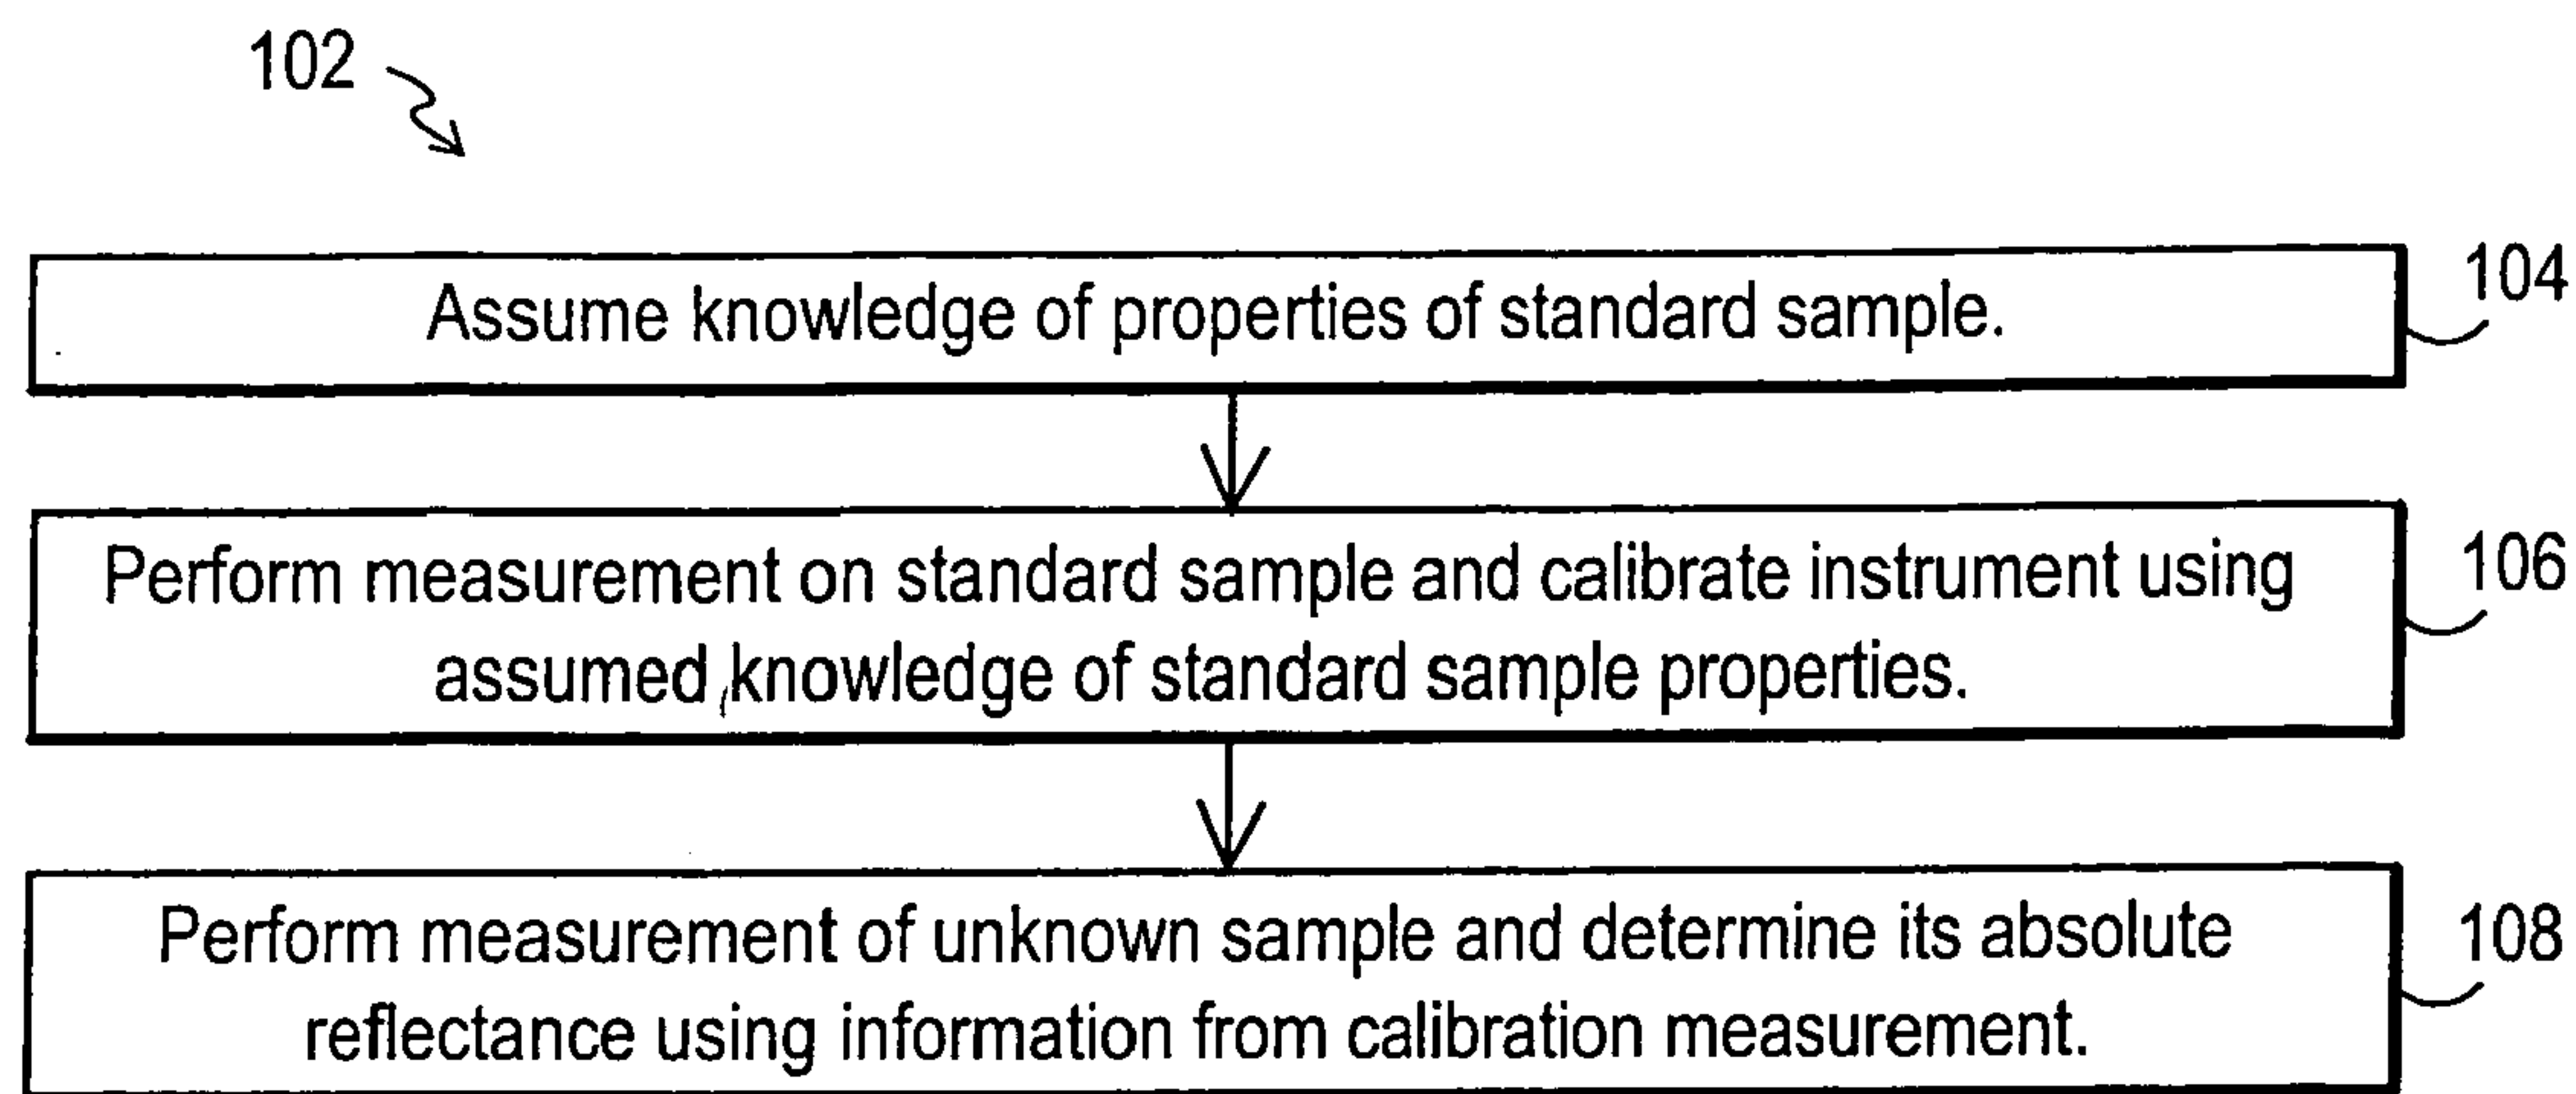 102
Assume knowledge of properties of standard sample.
104
Perform measurement on standard sample and calibrate instrument using
assumed knowledge of standard sample properties.
106
Perform measurement of unknown sample and determine its absolute
reflectance using information from calibration measurement.
108